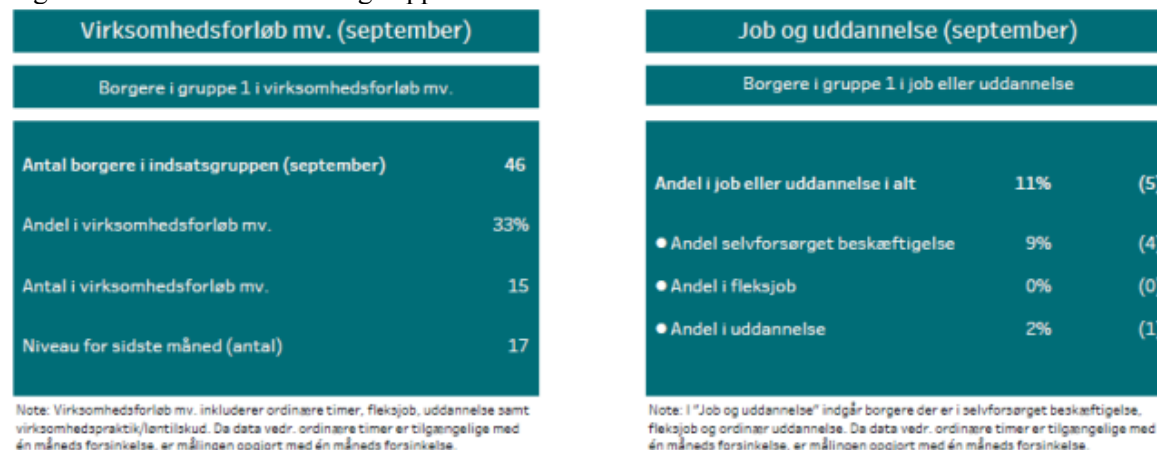 Virksomhedsforløb mv. (september)
Borgere i gruppe 1 i virksomhedsforløb mv.
Antal borgere i indsatsgruppen (september) 46
Andel i virksomhedsforløb mv. 33%
Antal i virksomhedsforløb mv. 15
Niveau for sidste måned (antal) 17
Note: Virksomhedsforløb mv. inkluderer ordinære timer, fleksjob, uddannelse samt
virksomhedspraktik/løntilskud. Da data vedr. ordinære timer er tilgængelige med
én måneds forsinkelse, er målingen opgjort med én måneds forsinkelse.
Job og uddannelse (september)
Borgere i gruppe 1 i job eller uddannelse
Andel i job eller uddannelse i alt 11% (5)
● Andel selvforsørget beskæftigelse 9% (4)
● Andel i fleksjob 0% (0)
● Andel i uddannelse 2% (1)
Note: I "Job og uddannelse" indgår borgere der er i selvforsørget beskæftigelse,
fleksjob og ordinær uddannelse. Da data vedr. ordinære timer er tilgængelige med
én måneds forsinkelse, er målingen opgjort med én måneds forsinkelse.